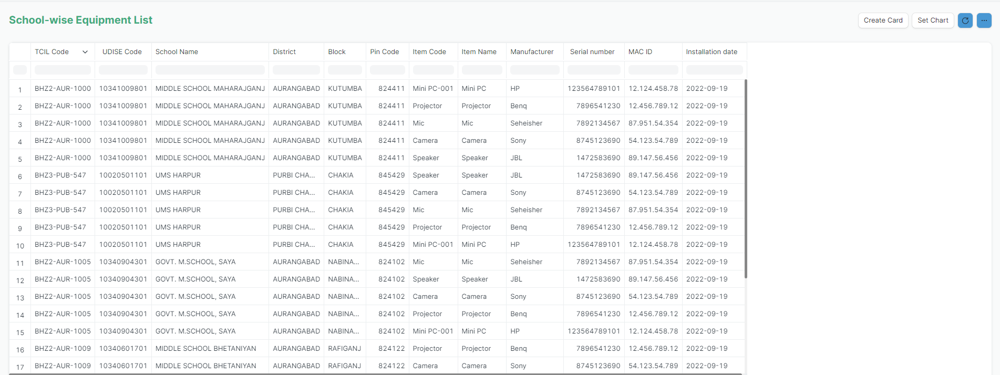 School-wise Equipment List
Create Card Set Chart ...
TCIL Code UDISE Code School Name District Block Pin Code Item Code Item Name Manufacturer Serial number MAC ID Installation date
1 BHZ2-AUR-1000 10341009801 MIDDLE SCHOOL MAHARAJGANJ AURANGABAD KUTUMBA 824411 Mini PC-001 Mini PC HP 123564789101 12.124.458.78 2022-09-19
2 BHZ2-AUR-1000 10341009801 MIDDLE SCHOOL MAHARAJGANJ AURANGABAD KUTUMBA 824411 Projector Projector Benq 7896541230 12.456.789.12 2022-09-19
3 BHZ2-AUR-1000 10341009801 MIDDLE SCHOOL MAHARAJGANJ AURANGABAD KUTUMBA 824411 Mic Mic Seheisher 7892134567 87.951.54.354 2022-09-19
4 BHZ2-AUR-1000 10341009801 MIDDLE SCHOOL MAHARAJGANJ AURANGABAD KUTUMBA 824411 Camera Camera Sony 8745123690 54.123.54.789 2022-09-19
5 BHZ2-AUR-1000 10341009801 MIDDLE SCHOOL MAHARAJGANJ AURANGABAD KUTUMBA 824411 Speaker Speaker JBL 1472583690 89.147.56.456 2022-09-19
6 BHZ3-PUB-547 10020501101 UMS HARPUR PURBI CHA... CHAKIA 845429 Speaker Speaker JBL 1472583690 89.147.56.456 2022-09-19
7 BHZ3-PUB-547 10020501101 UMS HARPUR PURBI CHA... CHAKIA 845429 Camera Camera Sony 8745123690 54.123.54.789 2022-09-19
8 BHZ3-PUB-547 10020501101 UMS HARPUR PURBI CHA... CHAKIA 845429 Mic Mic Seheisher 7892134567 87.951.54.354 2022-09-19
9 BHZ3-PUB-547 10020501101 UMS HARPUR PURBI CHA... CHAKIA 845429 Projector Projector Benq 7896541230 12.456.789.12 2022-09-19
10 BHZ3-PUB-547 10020501101 UMS HARPUR PURBI CHA... CHAKIA 845429 Mini PC-001 Mini PC HP 123564789101 12.124.458.78 2022-09-19
11 BHZ2-AUR-1005 10340904301 GOVT. M.SCHOOL, SAYA AURANGABAD NABINA... 824102 Mic Mic Seheisher 7892134567 87.951.54.354 2022-09-19
12 BHZ2-AUR-1005 10340904301 GOVT. M.SCHOOL, SAYA AURANGABAD NABINA... 824102 Speaker Speaker JBL 1472583690 89.147.56.456 2022-09-19
13 BHZ2-AUR-1005 10340904301 GOVT. M.SCHOOL, SAYA AURANGABAD NABINA... 824102 Camera Camera Sony 8745123690 54.123.54.789 2022-09-19
14 BHZ2-AUR-1005 10340904301 GOVT. M.SCHOOL, SAYA AURANGABAD NABINA... 824102 Projector Projector Benq 7896541230 12.456.789.12 2022-09-19
15 BHZ2-AUR-1005 10340904301 GOVT. M.SCHOOL, SAYA AURANGABAD NABINA... 824102 Mini PC-001 Mini PC HP 123564789101 12.124.458.78 2022-09-19
16 BHZ2-AUR-1009 10340601701 MIDDLE SCHOOL BHETANIYAN AURANGABAD RAFIGANJ 824122 Projector Projector Benq 7896541230 12.456.789.12 2022-09-19
17 BHZ2-AUR-1009 10340601701 MIDDLE SCHOOL BHETANIYAN AURANGABAD RAFIGANJ 824122 Camera Camera Sony 8745123690 54.123.54.789 2022-09-19